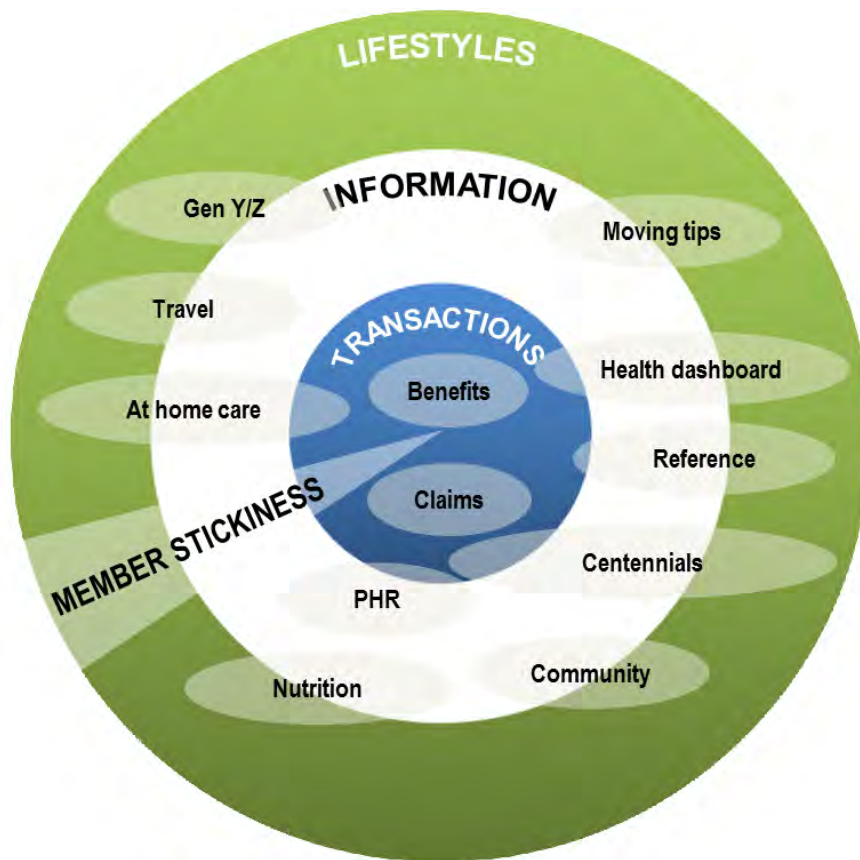 LIFESTYLES
INFORMATION
Gen Y/Z
Moving tips
Travel
TRANSACTIONS
Health dashboard
Benefits
At home care
Reference
MEMBER STICKINESS
Claims
Centennials
PHR
Community
Nutrition